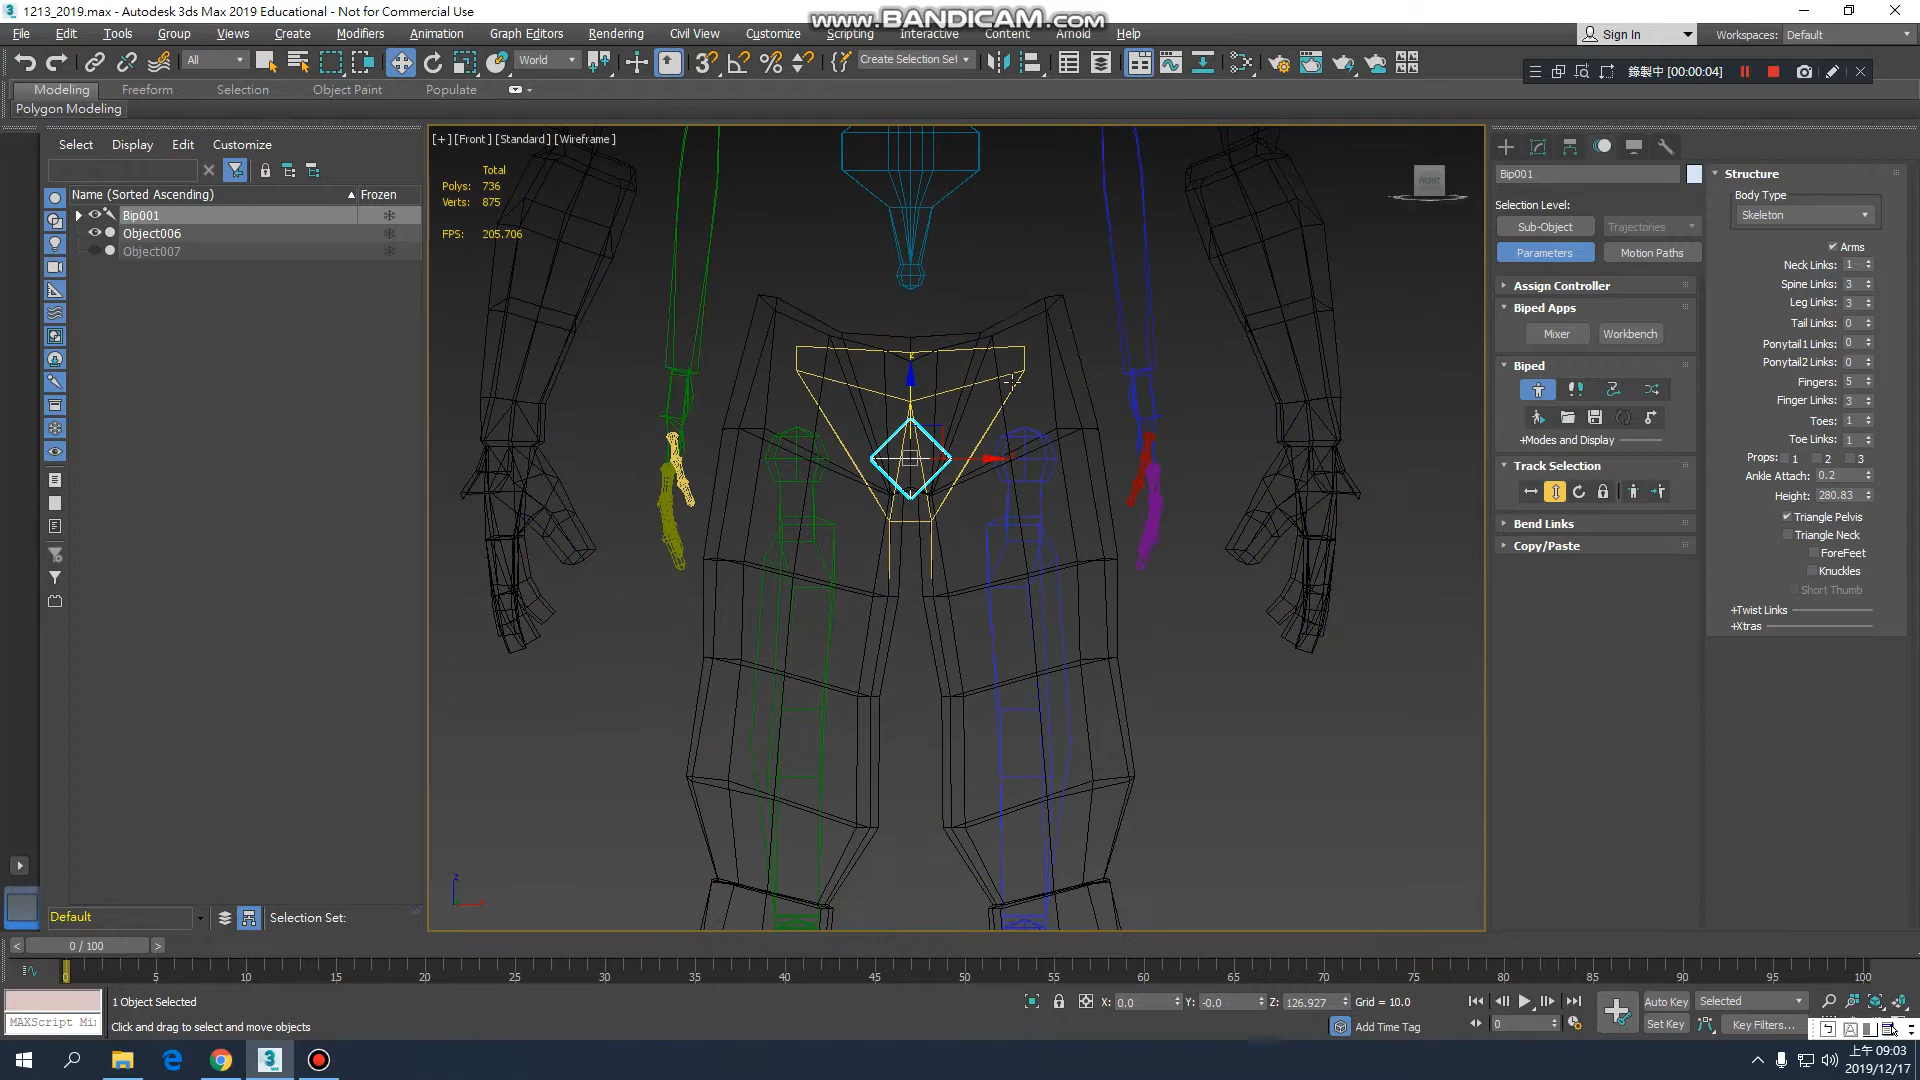 1213_2019.max - Autodesk 3ds Max 2019 Educational - Not for Commercial Use
www.BANDICAM.com
File Edit Tools Group Views Create Modifiers Animation Graph Editors Rendering Civil View Customize Scripting Interactive Content Arnold Help
Sign In
Workspaces: Default
All
World
Create Selection Set
錄製中 [00:00:04]
Modeling Freeform Selection Object Paint Populate
Polygon Modeling
Select Display Edit Customize
Name (Sorted Ascending)
Frozen
Bip001
Object006
Object007
[+] [Front] [Standard] [Wireframe]
Total
Polys: 736
Verts: 875
FPS: 205.706
FRONT
Bip001
Selection Level:
Sub-Object
Trajectories
Parameters
Motion Paths
Assign Controller
Biped Apps
Mixer
Workbench
Biped
+Modes and Display
Track Selection
Bend Links
Copy/Paste
Structure
Body Type
Skeleton
Arms
Neck Links: 1
Spine Links: 3
Leg Links: 3
Tail Links: 0
Ponytail1 Links: 0
Ponytail2 Links: 0
Fingers: 5
Finger Links: 3
Toes: 1
Toe Links: 1
Props: 1 2 3
Ankle Attach: 0.2
Height: 280.83
Triangle Pelvis
Triangle Neck
ForeFeet
Knuckles
Short Thumb
+Twist Links
+Xtras
Default
Selection Set:
0 / 100
0 5 10 15 20 25 30 35 40 45 50 55 60 65 70 75 80 85 90 95 100
1 Object Selected
X: 0.0 Y: -0.0 Z: 126.927 Grid = 10.0
Auto Key
Selected
MAXScript Mi
Click and drag to select and move objects
Add Time Tag
0
Set Key
Key Filters...
上午 09:03
2019/12/17